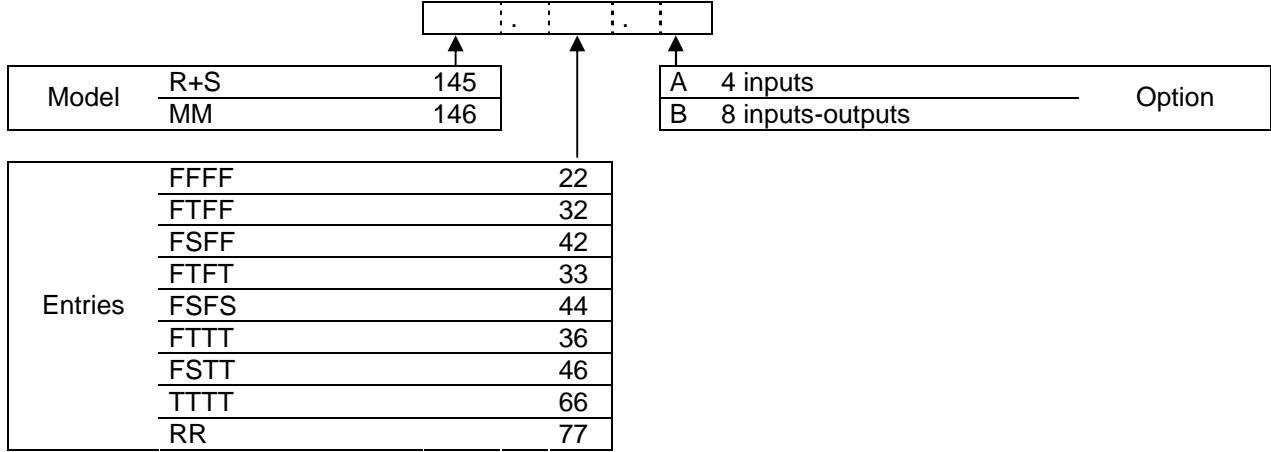 . .
R+S 145 A 4 inputs
Model Option
MM 146 B 8 inputs-outputs
FFFF 22
FTFF 32
FSFF 42
FTFT 33
Entries FSFS 44
FTTT 36
FSTT 46
TTTT 66
RR 77